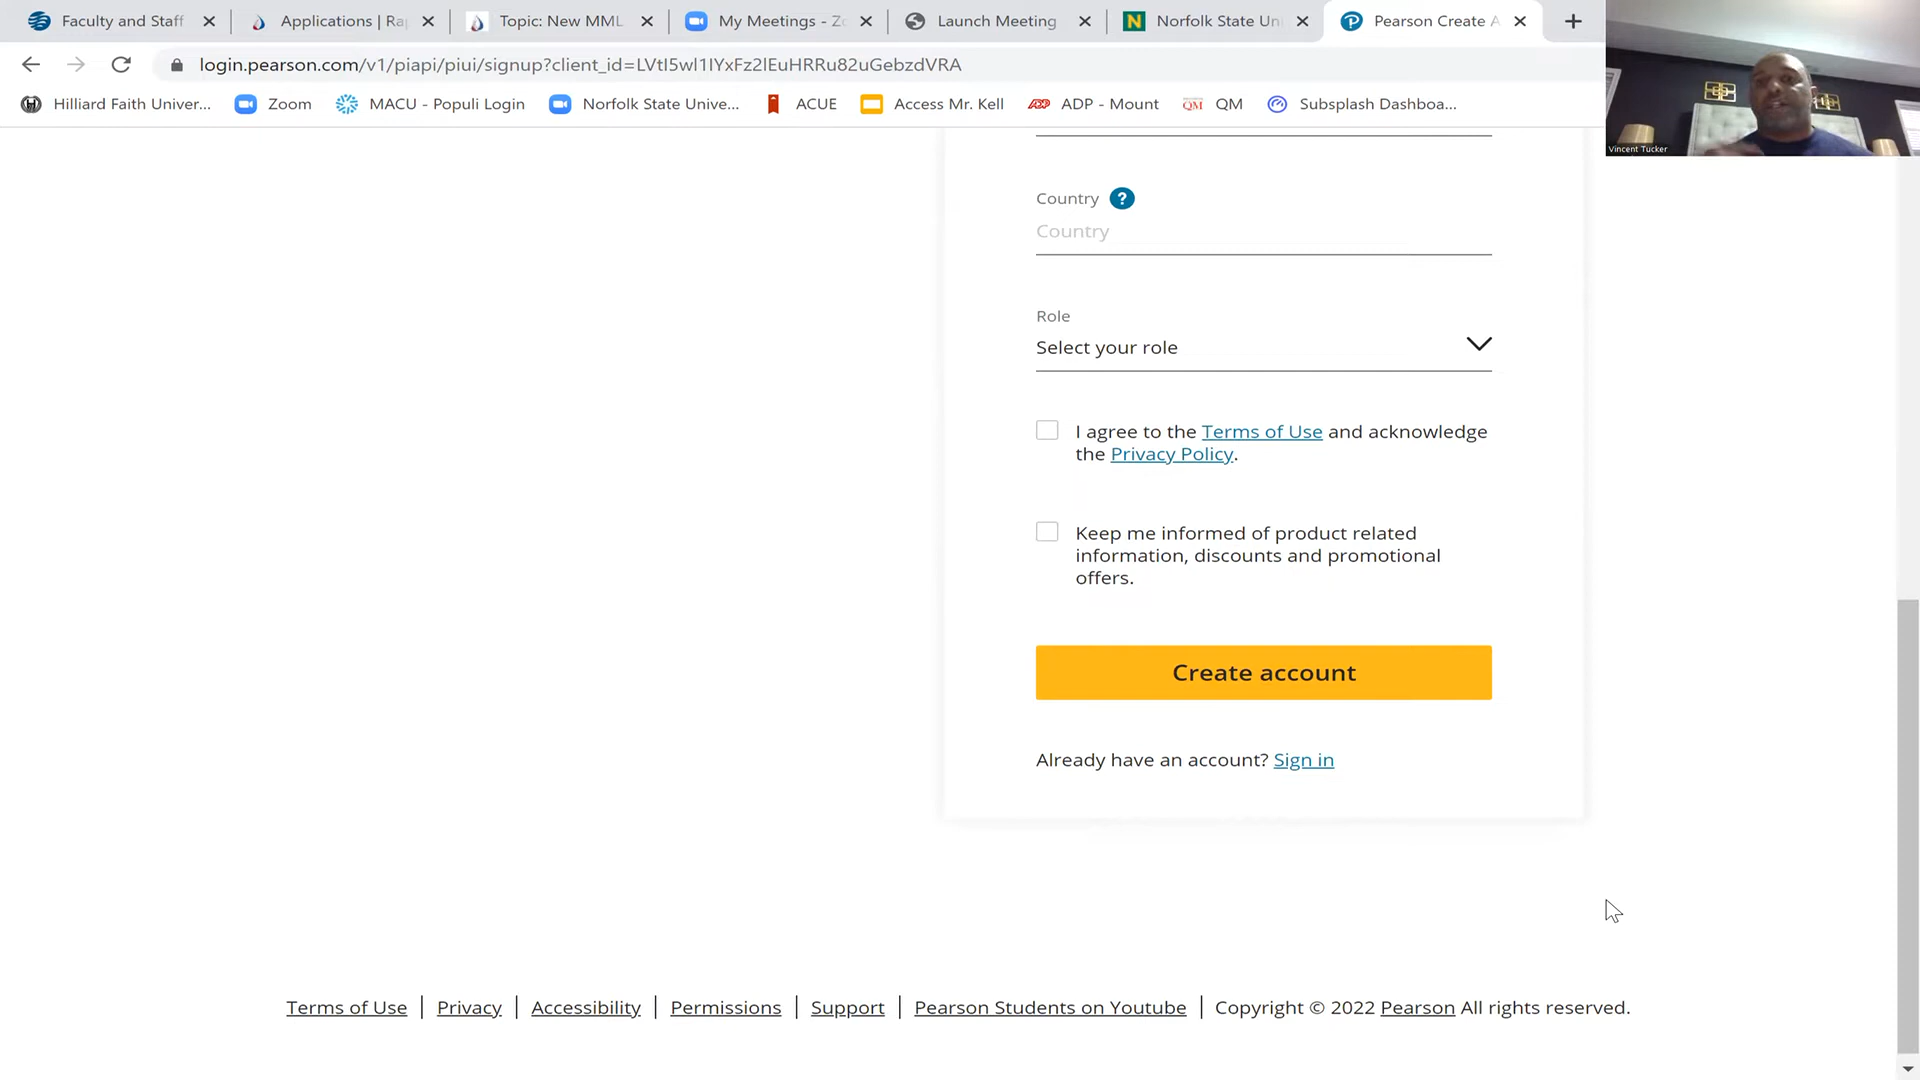 Faculty and Staff
Applications | Ra
Topic: New MML
My Meetings - Zo
Launch Meeting
Norfolk State Uni
Pearson Create A
login.pearson.com/v1/piapi/piui/signup?client_id=LVtI5wl1IYxFz2lEuHRRu82uGebzdVRA
Hilliard Faith Univer...
Zoom
MACU - Populi Login
Norfolk State Unive...
ACUE
Access Mr. Kell
ADP - Mount
QM
Subsplash Dashboa...
Vincent Tucker
Country ?
Country
Role
Select your role
I agree to the Terms of Use and acknowledge
the Privacy Policy.
Keep me informed of product related
information, discounts and promotional
offers.
Create account
Already have an account? Sign in
Terms of Use | Privacy | Accessibility | Permissions | Support | Pearson Students on Youtube | Copyright © 2022 Pearson All rights reserved.